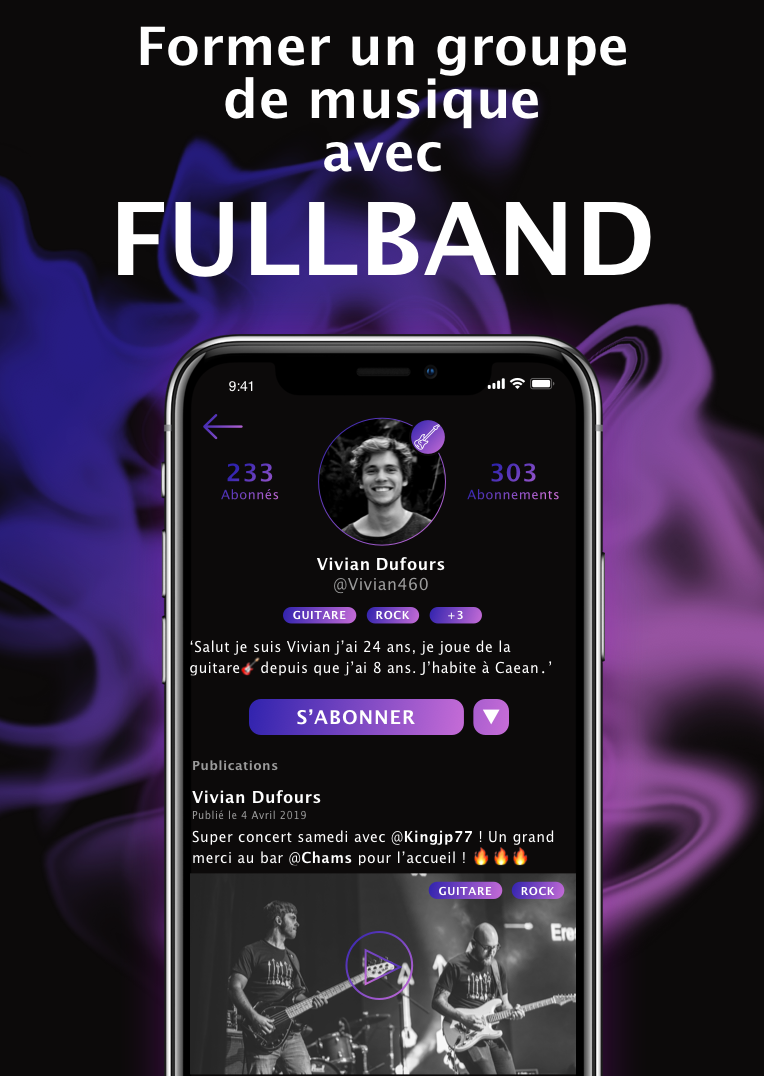 Former un groupe
de musique
avec
FULLBAND
9:41
233
Abonnés
303
Abonnements
Vivian Dufours
@Vivian460
GUITARE ROCK +3
‘Salut je suis Vivian j’ai 24 ans, je joue de la
guitare🎸depuis que j’ai 8 ans. J’habite à Caean.’
S’ABONNER
Publications
Vivian Dufours
Publié le 4 Avril 2019
Super concert samedi avec @Kingjp77 ! Un grand
merci au bar @Chams pour l’accueil ! 🔥🔥🔥
GUITARE ROCK
Ere